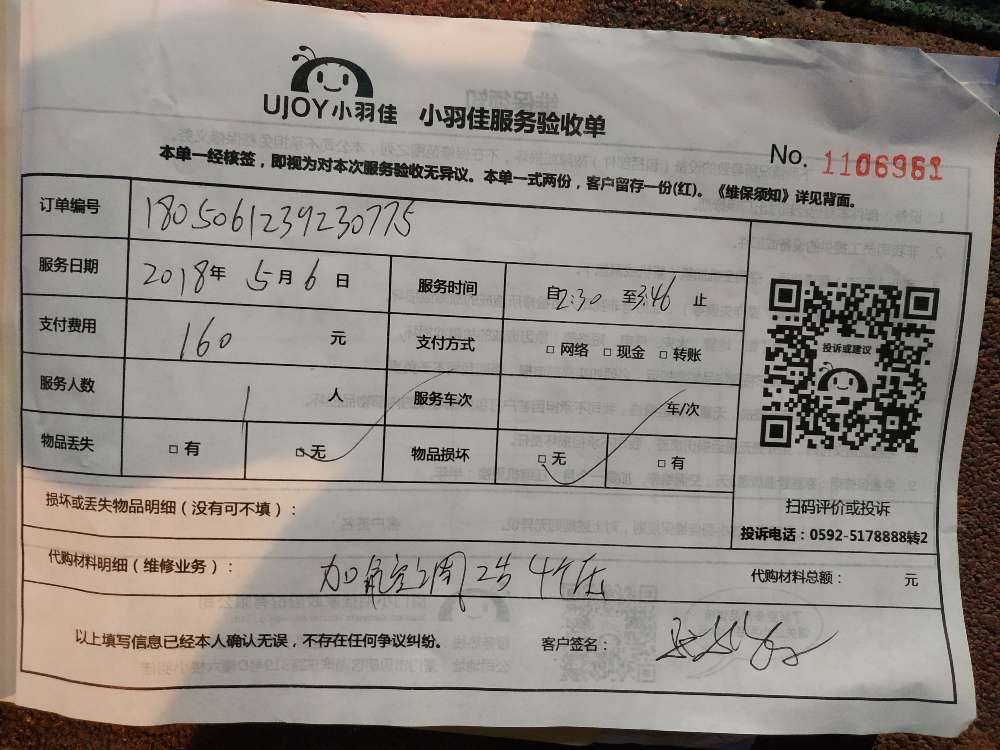 UJOY小羽佳 小羽佳服务验收单
No. 1106961
本单一经核签，即视为对本次服务验收无异议。本单一式两份，客户留存一份(红)。《维保须知》详见背面。
订单编号 1805061239230775
服务日期 2018年 5月 6日 服务时间 自2:30 至3:46 止
支付费用 160 元 支付方式 □ 网络 □ 现金 □ 转账
服务人数 1 人 服务车次 车/次
物品丢失 □ 有 □ 无 物品损坏 □ 无 □ 有
投诉或建议
扫码评价或投诉
投诉电话：0592-5178888转2
损坏或丢失物品明细（没有可不填）：
代购材料明细（维修业务）： 加 空调 4个压
代购材料总额： 元
以上填写信息已经本人确认无误，不存在任何争议纠纷。 客户签名：